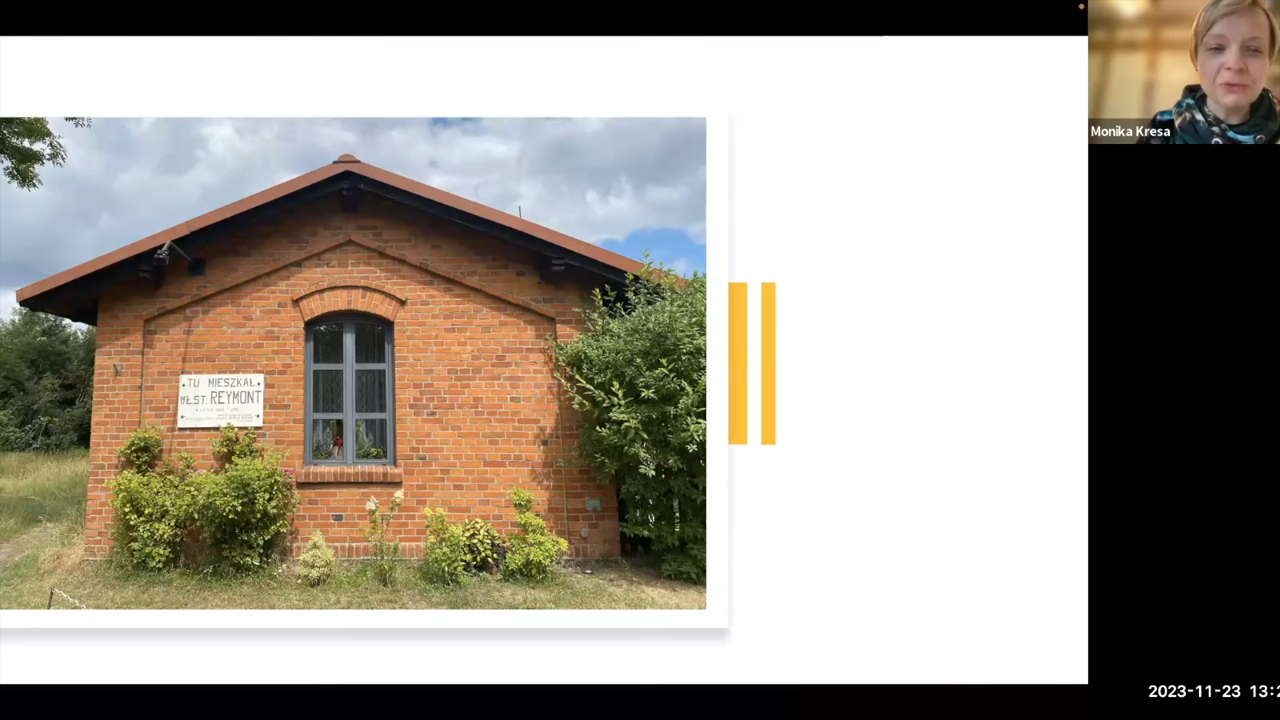 TU MIESZKAŁ
WŁ.ST. REYMONT
Monika Kresa
2023-11-23 13:2